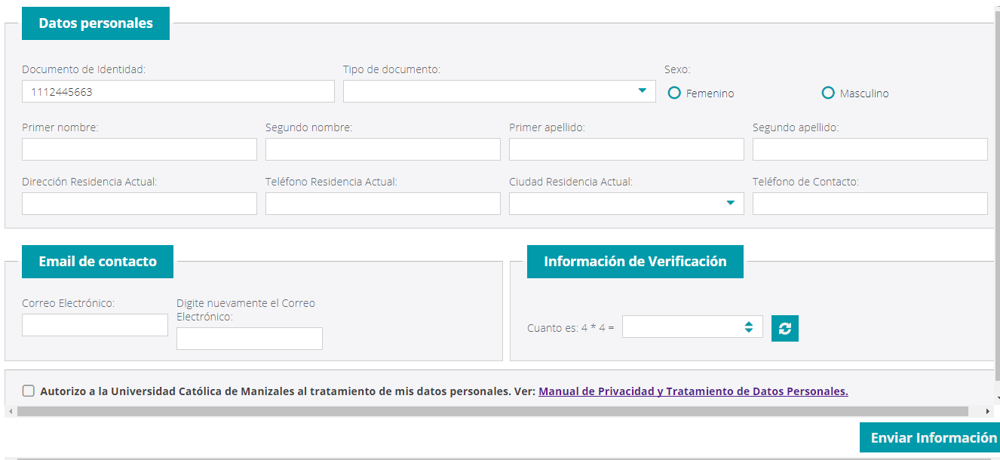 Datos personales
Documento de Identidad: Tipo de documento: Sexo:
1112445663 Femenino Masculino
Primer nombre: Segundo nombre: Primer apellido: Segundo apellido:
Dirección Residencia Actual: Teléfono Residencia Actual: Ciudad Residencia Actual: Teléfono de Contacto:
Email de contacto
Correo Electrónico:
Digite nuevamente el Correo
Electrónico:
Información de Verificación
Cuanto es: 4 * 4 =
Autorizo a la Universidad Católica de Manizales al tratamiento de mis datos personales. Ver: Manual de Privacidad y Tratamiento de Datos Personales.
Enviar Información